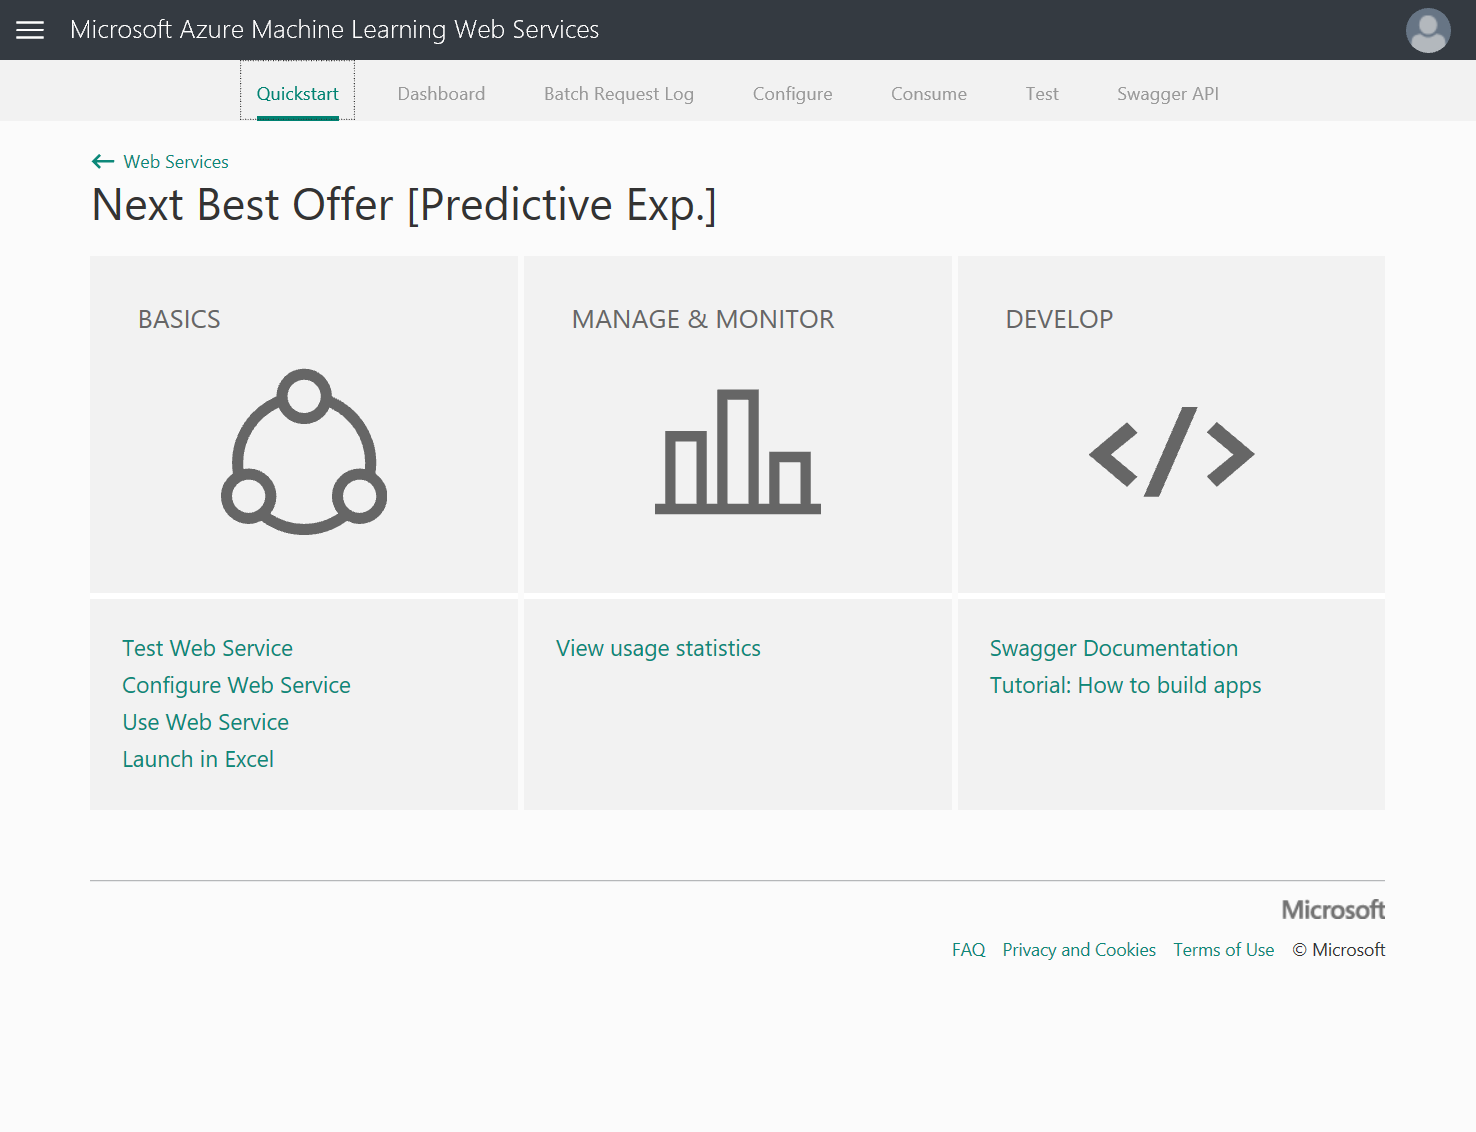 Microsoft Azure Machine Learning Web Services
Quickstart Dashboard Batch Request Log Configure Consume Test Swagger API
Web Services
Next Best Offer [Predictive Exp.]
BASICS
MANAGE & MONITOR
DEVELOP
Test Web Service
Configure Web Service
Use Web Service
Launch in Excel
View usage statistics
Swagger Documentation
Tutorial: How to build apps
Microsoft
FAQ Privacy and Cookies Terms of Use © Microsoft